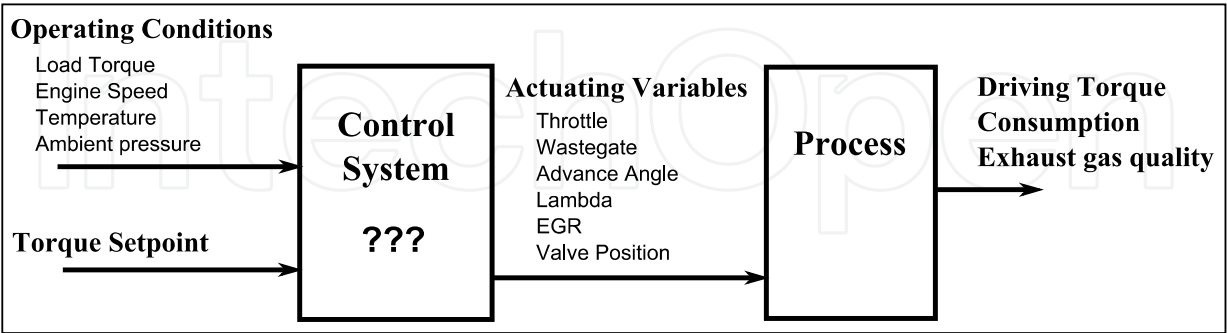 Operating Conditions
Load Torque
Engine Speed
Temperature
Ambient pressure
Torque Setpoint
Control
System
???
Actuating Variables
Throttle
Wastegate
Advance Angle
Lambda
EGR
Valve Position
Process
Driving Torque
Consumption
Exhaust gas quality
IntechOpen